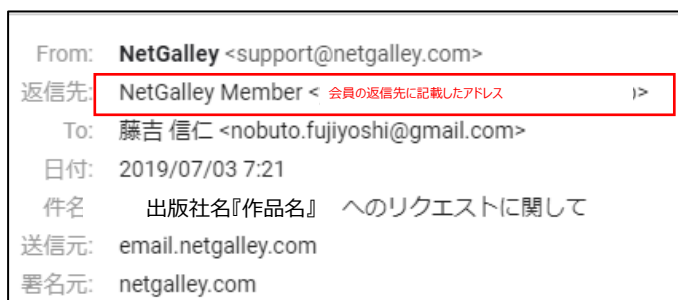 From: NetGalley <support@netgalley.com>
返信先: NetGalley Member < 会員の返信先に記載したアドレス )>
To: 藤吉 信仁 <nobuto.fujiyoshi@gmail.com>
日付: 2019/07/03 7:21
件名 出版社名『作品名』 へのリクエストに関して
送信元: email.netgalley.com
署名元: netgalley.com